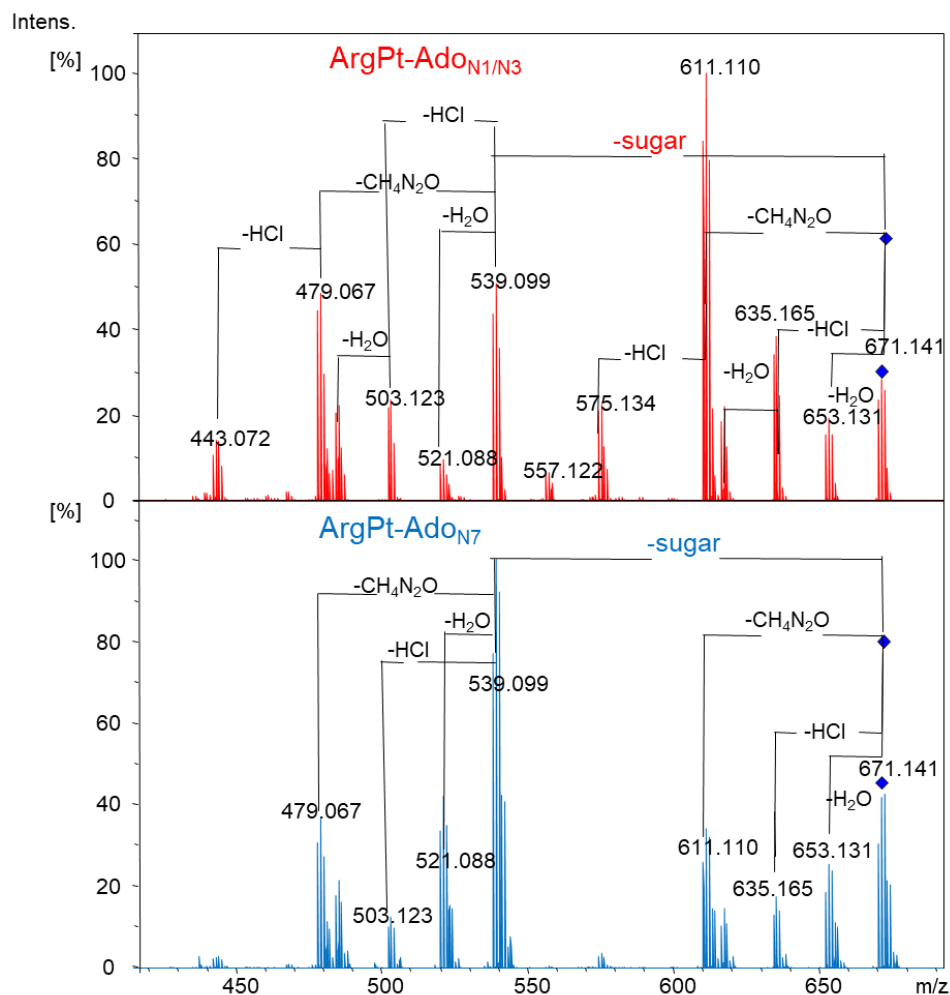 Intens.
[%]
ArgPt-Ado_N1/N3
100
611.110
-HCl
-sugar
80
-CH₄N₂O
-H₂O
-CH₄N₂O
-HCl
60
479.067
539.099
635.165
-HCl
40
-H₂O
-HCl
-H₂O
671.141
503.123
575.134
-H₂O
653.131
20
443.072
521.088
557.122
0
[%]
ArgPt-Ado_N7
-sugar
100
-CH₄N₂O
-H₂O
-CH₄N₂O
80
-HCl
539.099
60
-HCl
671.141
-H₂O
40
479.067
611.110
653.131
521.088
635.165
20
503.123
0
450
500
550
600
650
m/z